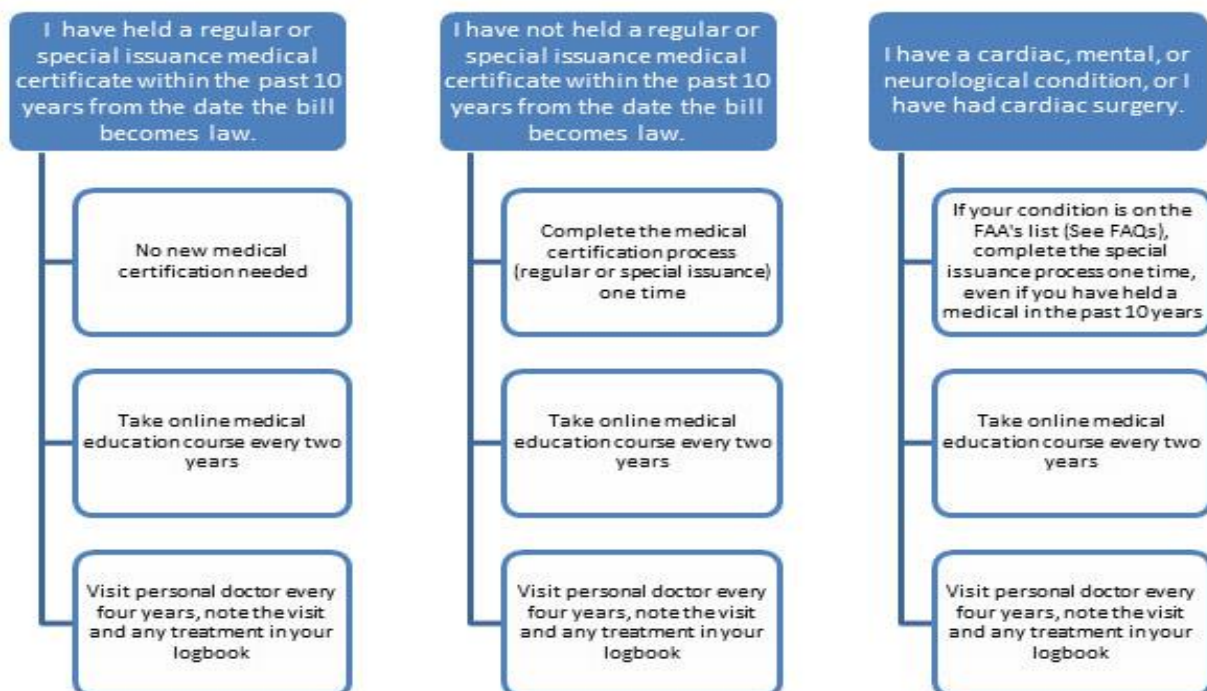 I have held a regular or
special issuance medical
certificate within the past 10
years from the date the bill
becomes law.
No new medical
certification needed
Take online medical
education course every two
years
Visit personal doctor every
four years, note the visit
and any treatment in your
logbook
I have not held a regular or
special issuance medical
certificate within the past 10
years from the date the bill
becomes law.
Complete the medical
certification process
(regular or special issuance)
one time
Take online medical
education course every two
years
Visit personal doctor every
four years, note the visit
and any treatment in your
logbook
I have a cardiac, mental, or
neurological condition, or I
have had cardiac surgery.
If your condition is on the
FAA's list (See FAQs),
complete the special
issuance process one time,
even if you have held a
medical in the past 10 years
Take online medical
education course every two
years
Visit personal doctor every
four years, note the visit
and any treatment in your
logbook